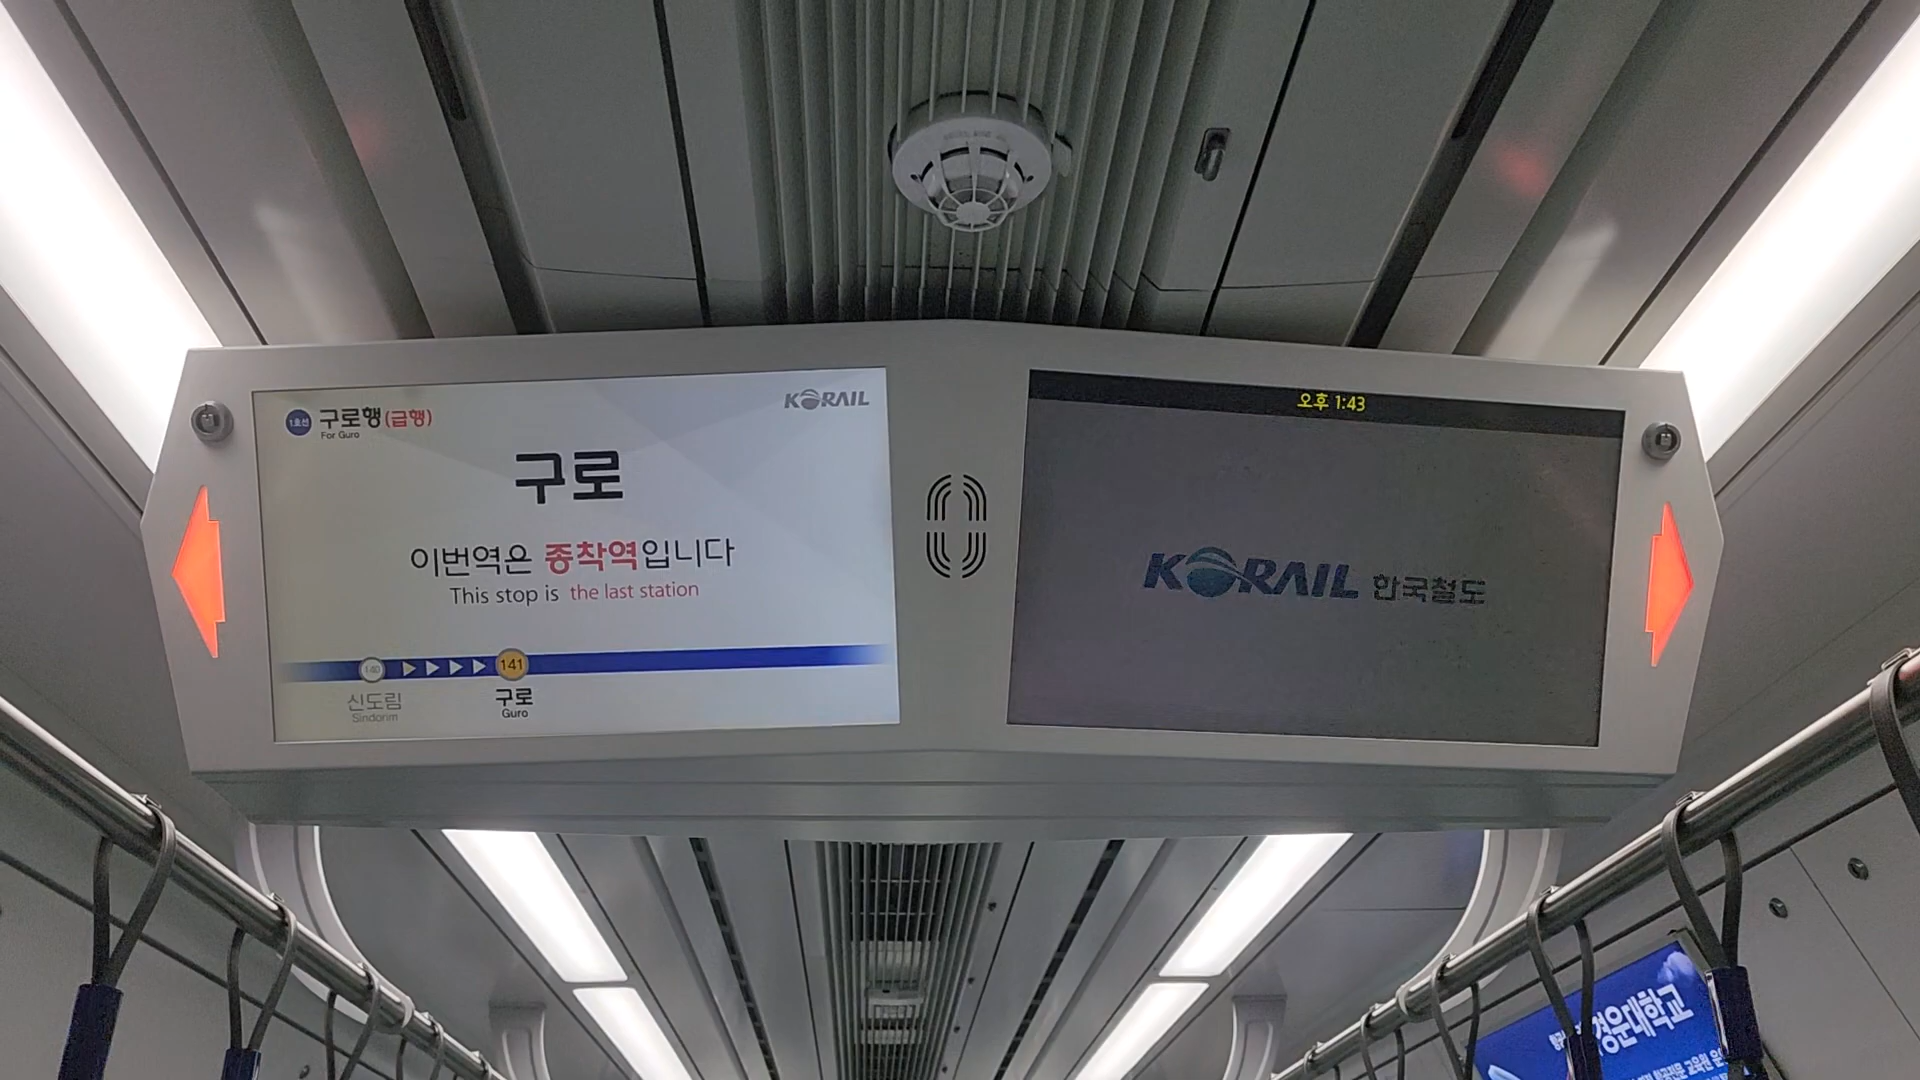 1호선 구로행(급행)
For Guro
KORAIL
구로
이번역은 종착역입니다
This stop is the last station
140 141
신도림 구로
Sindorim Guro
오후 1:43
KORAIL 한국철도
경운대학교